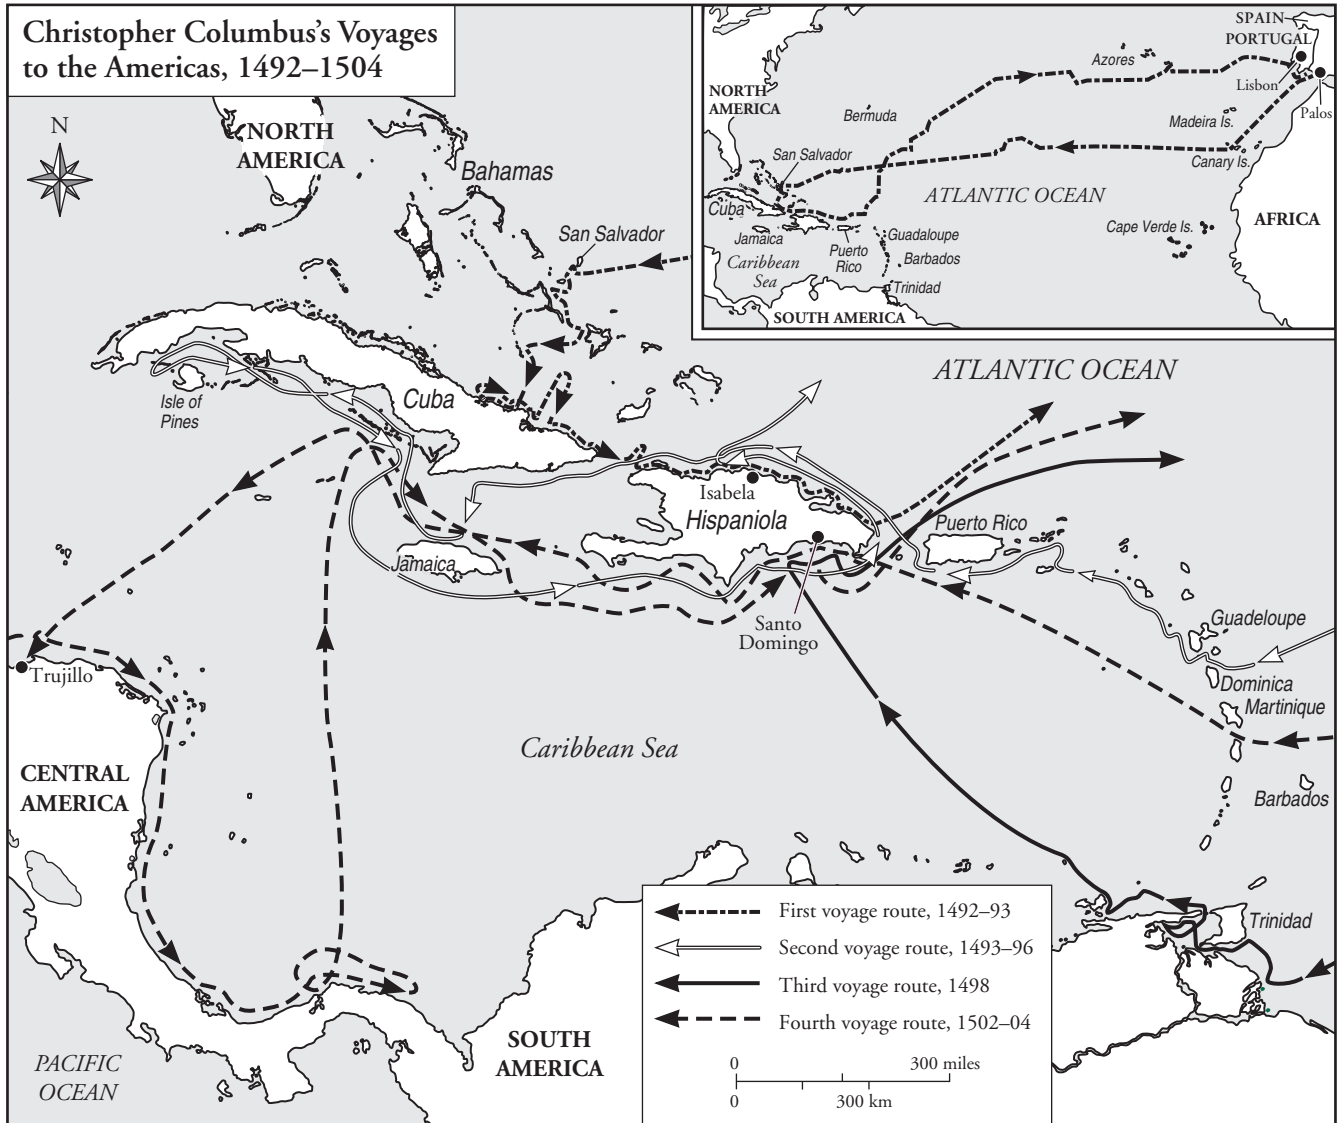 Christopher Columbus's Voyages
to the Americas, 1492–1504
N
NORTH
AMERICA
Bahamas
San Salvador
Cuba
Isle of
Pines
ATLANTIC OCEAN
Isabela
Hispaniola
Puerto Rico
Jamaica
Santo
Domingo
Guadeloupe
Dominica
Martinique
Barbados
Trujillo
Caribbean Sea
CENTRAL
AMERICA
Trinidad
SOUTH
AMERICA
PACIFIC
OCEAN
SPAIN
PORTUGAL
Azores
Lisbon
Palos
NORTH
AMERICA
Bermuda
Madeira Is.
San Salvador
Canary Is.
ATLANTIC OCEAN
Cuba
AFRICA
Cape Verde Is.
Jamaica
Puerto
Rico
Guadaloupe
Barbados
Caribbean
Sea
Trinidad
SOUTH AMERICA
First voyage route, 1492–93
Second voyage route, 1493–96
Third voyage route, 1498
Fourth voyage route, 1502–04
0 300 miles
0 300 km